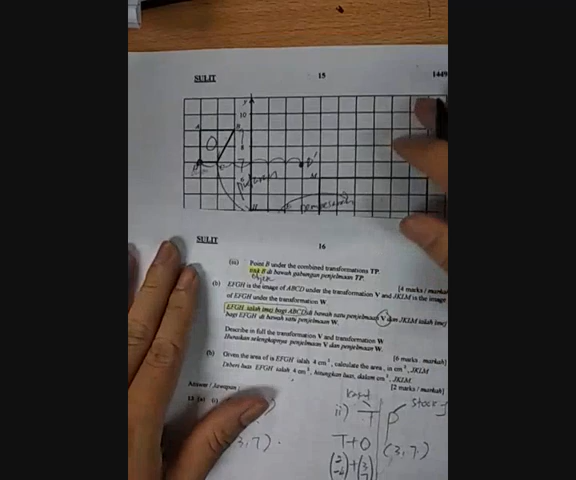 SULIT 15 1449
y
A B
10
O
7
D'
M
SULIT
16
(iii) Point B under the combined transformations TP.
titik B di bawah gabungan penjelmaan TP.
[4 marks / markah]
(b) EFGH is the image of ABCD under the transformation V and JKLM is the image
of EFGH under the transformation W.
EFGH ialah imej bagi ABCD di bawah satu penjelmaan V dan JKLM ialah imej
bagi EFGH di bawah satu penjelmaan W.
Describe in full the transformation V and transformation W
Huraikan selengkapnya penjelmaan V dan penjelmaan W.
[6 marks markah]
(b) Given the area of is EFGH ialah 4 cm², calculate the area, in cm², JKLM
Diberi luas EFGH ialah 4 cm², hitungkan luas, dalam cm², JKLM
[2 marks / markah]
Answer / Jawapan :
13 (a) (i)
3, 7)
ii) T
T+O
(3, 7)